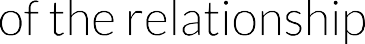 of the relationship